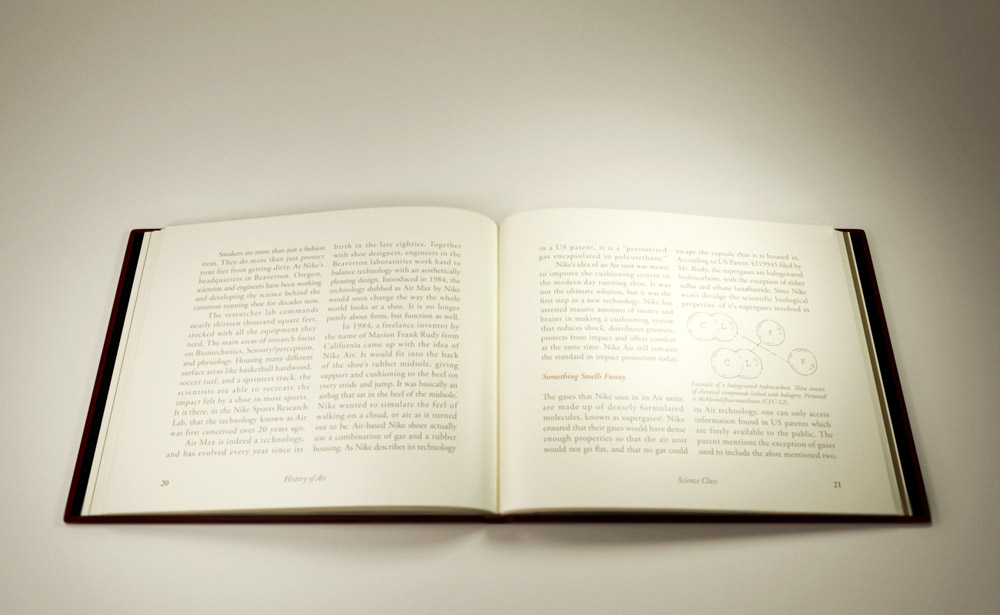 Sneakers are more than just a fashion
item. They do more than just protect
your feet from getting dirty. At Nike's
headquarters in Beaverton, Oregon,
scientist and engineers have been working
and developing the science behind the
common running shoe for decades now.
The researcher lab commands
nearly thirteen thousand square feet,
stocked with all the equipment they
need. The main areas of research focus
on Biomechanics, Sensory/perception,
and physiology. Housing many different
surface areas like basketball hardwood,
soccer turf, and a sprinters track, the
scientists are able to recreate the
impact felt by a shoe in most sports.
It is there, in the Nike Sports Research
Lab, that the technology known as Air
was first conceived over 20 years ago.
Air Max is indeed a technology,
and has evolved every year since its
birth in the late eighties. Together
with shoe designers, engineers in the
Beaverton laboratories work hard to
balance technology with an aesthetically
pleasing design. Introduced in 1984, the
technology dubbed as Air Max by Nike
would soon change the way the whole
world looks at a shoe. It is no longer
purely about form, but function as well.
In 1984, a freelance inventor by
the name of Marion Frank Rudy from
California came up with the idea of
Nike Air. It would fit into the back
of the shoe's rubber midsole, giving
support and cushioning to the heel on
every stride and jump. It was basically an
airbag that sat in the heel of the midsole.
Nike wanted to simulate the feel of
walking on a cloud, or air as it turned
out to be. Air-based Nike shoes actually
use a combination of gas and a rubber
housing. As Nike describes its technology
20
History of Air
in a US patent, it is a "pressurized
gas encapsulated in polyurethane."
Nike's idea of an Air unit was meant
to improve the cushioning system in
the modern day running shoe. It was
not the ultimate solution, but it was the
first step in a new technology. Nike has
invested massive amounts of money and
brains in making a cushioning system
that reduces shock, distributes pressure,
protects from impact and offers comfort
at the same time. Nike Air still remains
the standard in impact protection today.
Something Smells Funny
The gases that Nike uses in its Air units
are made up of densely formulated
molecules, known as supergases. Nike
ensured that their gases would have dense
enough properties so that the air unit
would not go flat, and that no gas could
escape the capsule that it is housed in.
According to US Patent 4219945 filed by
Mr. Rudy, the supergases are halogenated
hydrocarbons, with the exception of either
sulfur and ethane hexafluoride. Since Nike
won't divulge the scientific biological
properties of it's supergases involved in
C L
F
C L
F
Example of a halogenated hydrocarbon. These consist
of chemical compounds linked with halogens. Pictured
is dichlorodifluoromethane (CFC-12).
its Air technology, one can only access
information found in US patents which
are freely available to the public. The
patent mentions the exception of gases
used to include the afore mentioned two.
Science Class
21